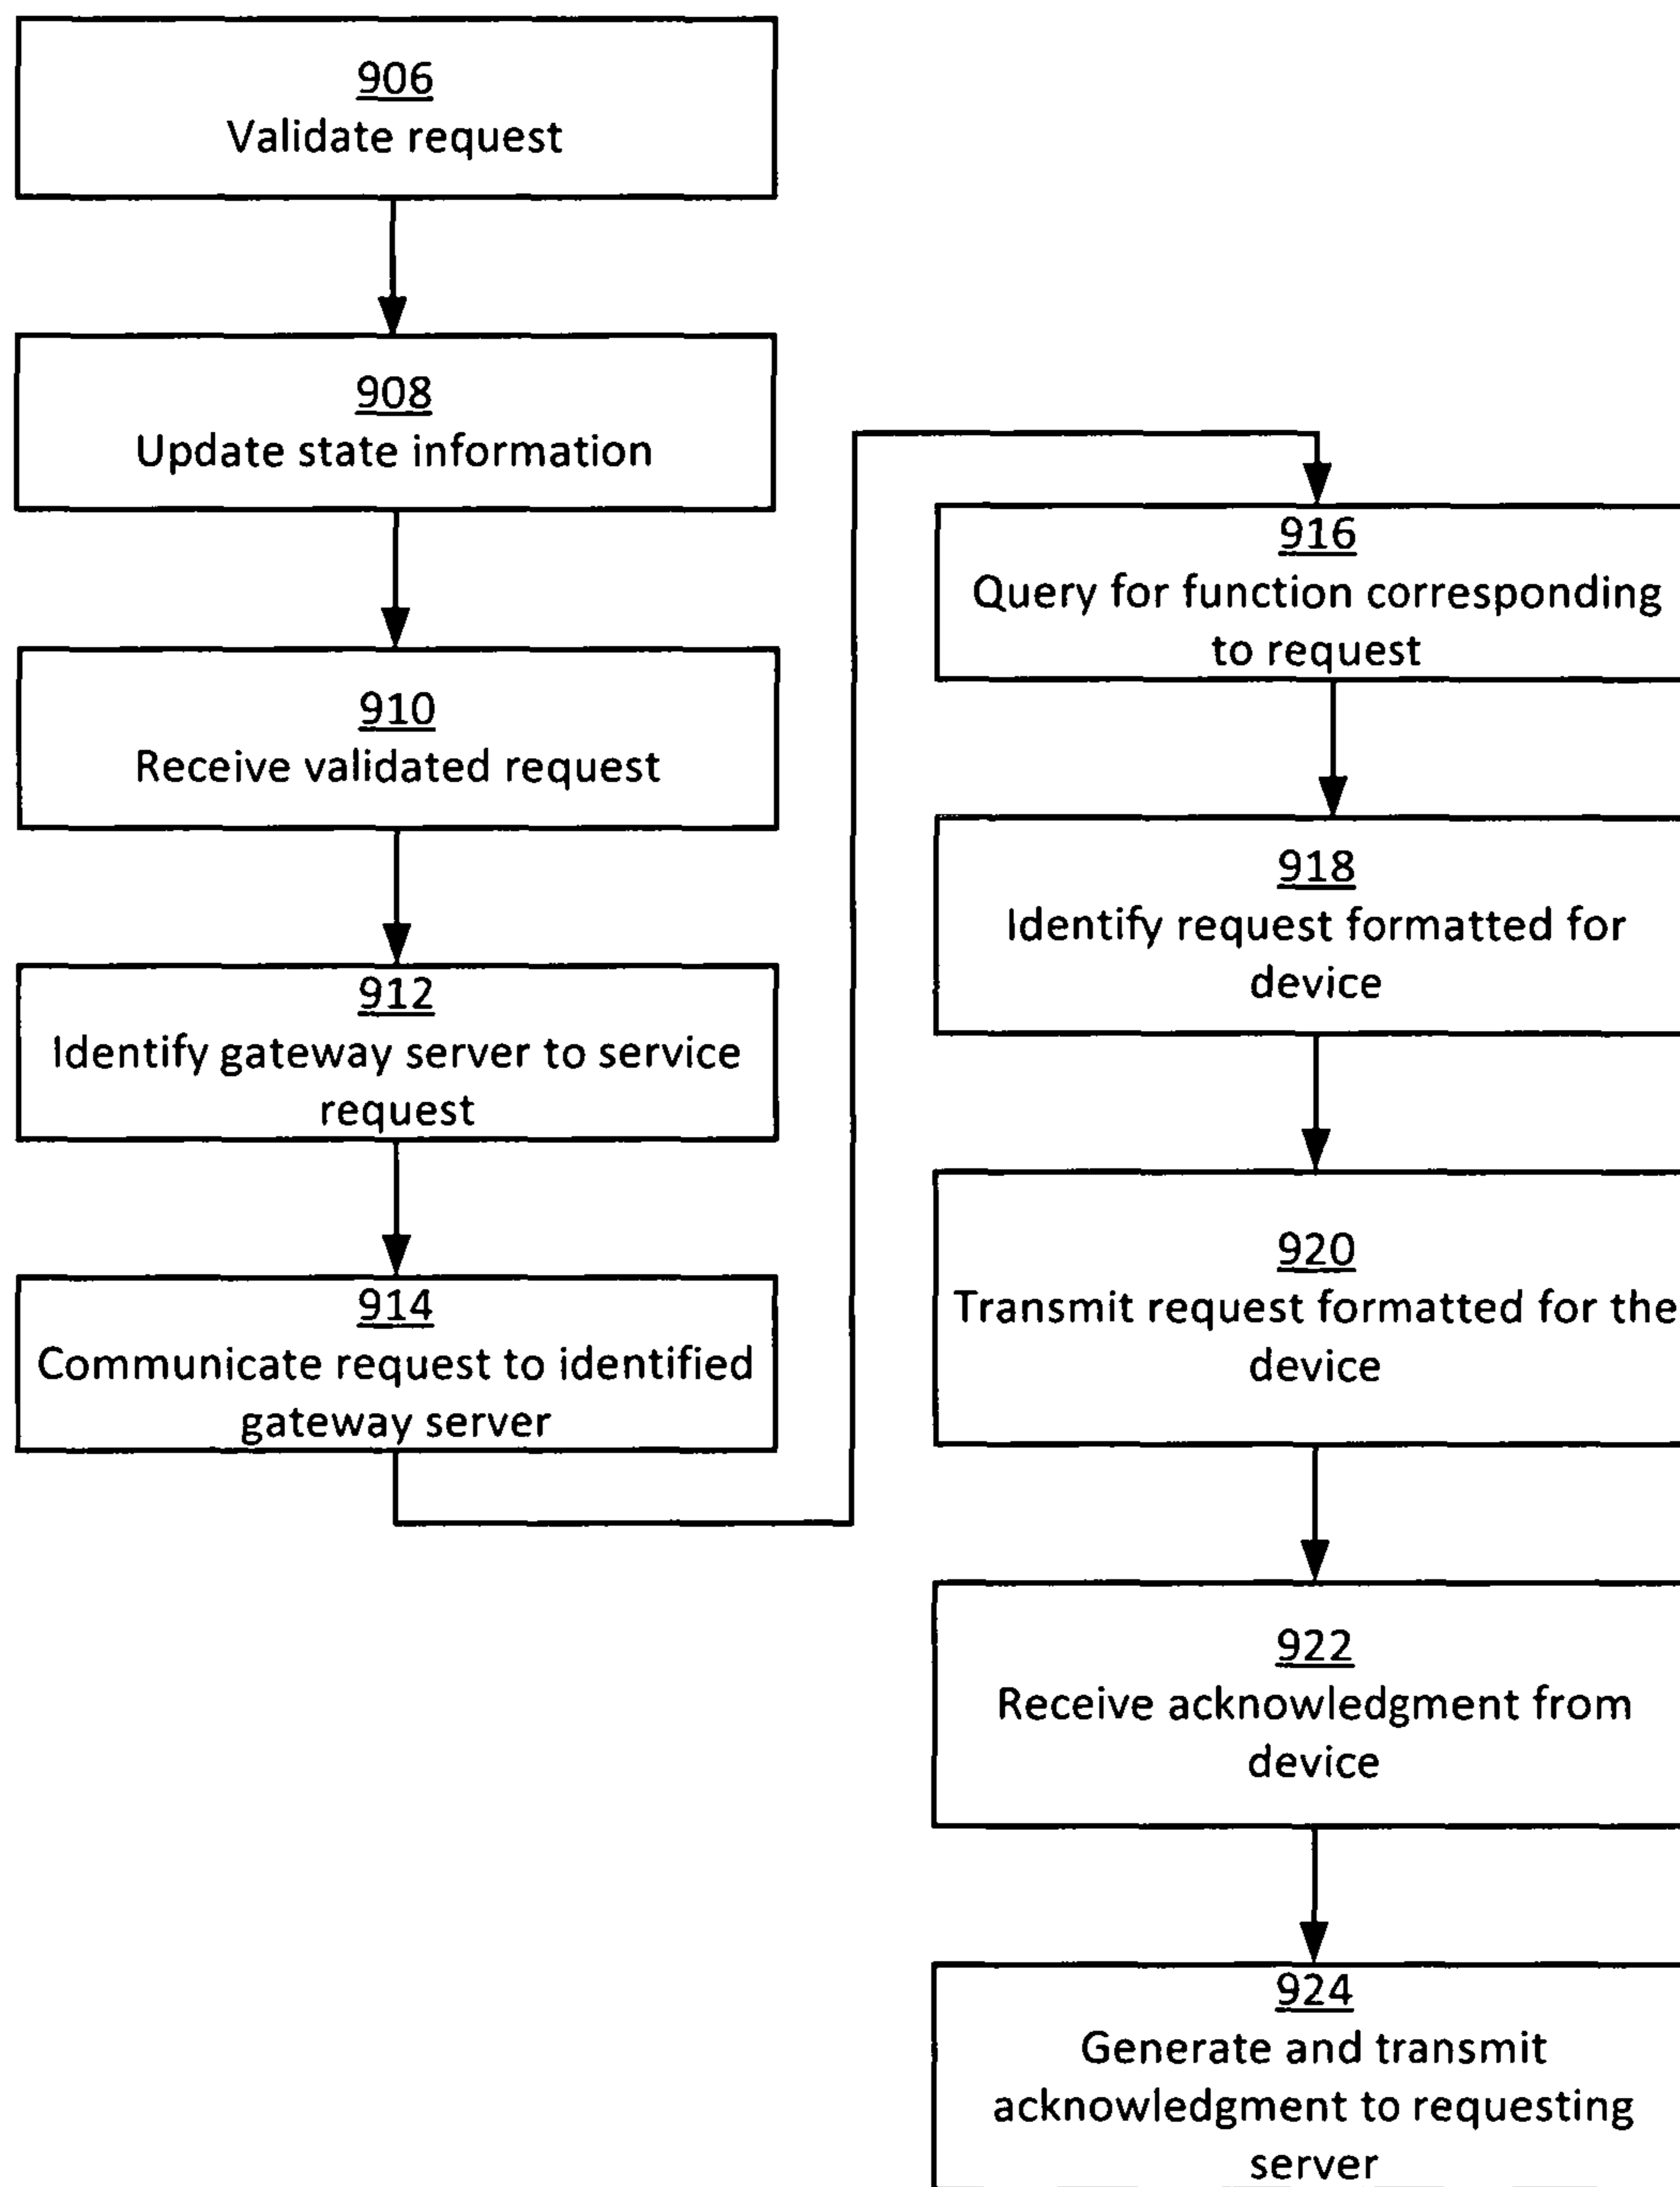 906
Validate request
908
Update state information
910
Receive validated request
912
Identify gateway server to service
request
914
Communicate request to identified
gateway server
916
Query for function corresponding
to request
918
Identify request formatted for
device
920
Transmit request formatted for the
device
922
Receive acknowledgment from
device
924
Generate and transmit
acknowledgment to requesting
server